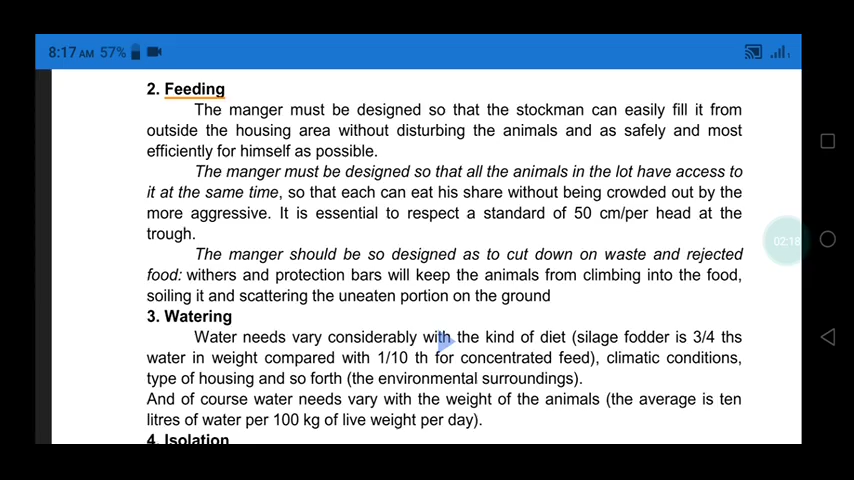 8:17 AM 57%
2. Feeding
The manger must be designed so that the stockman can easily fill it from
outside the housing area without disturbing the animals and as safely and most
efficiently for himself as possible.
The manger must be designed so that all the animals in the lot have access to
it at the same time, so that each can eat his share without being crowded out by the
more aggressive. It is essential to respect a standard of 50 cm/per head at the
trough.
The manger should be so designed as to cut down on waste and rejected
food: withers and protection bars will keep the animals from climbing into the food,
soiling it and scattering the uneaten portion on the ground
02:18
3. Watering
Water needs vary considerably with the kind of diet (silage fodder is 3/4 ths
water in weight compared with 1/10 th for concentrated feed), climatic conditions,
type of housing and so forth (the environmental surroundings).
And of course water needs vary with the weight of the animals (the average is ten
litres of water per 100 kg of live weight per day).
4. Isolation